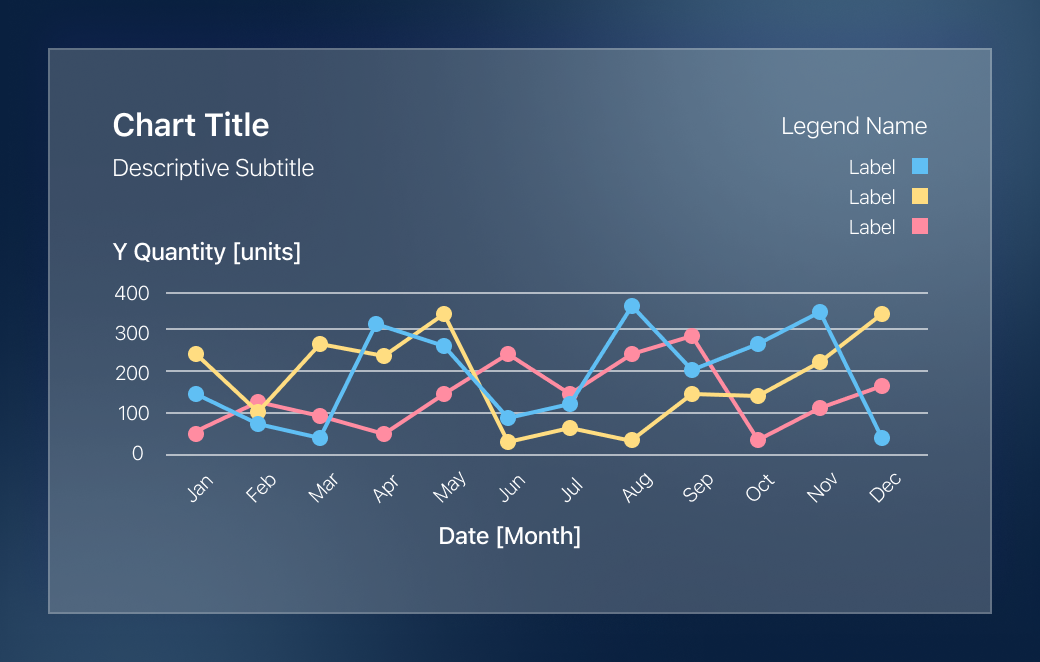 Chart Title
Descriptive Subtitle
Legend Name
Label
Label
Label
Y Quantity [units]
400
300
200
100
0
Jan
Feb
Mar
Apr
May
Jun
Jul
Aug
Sep
Oct
Nov
Dec
Date [Month]